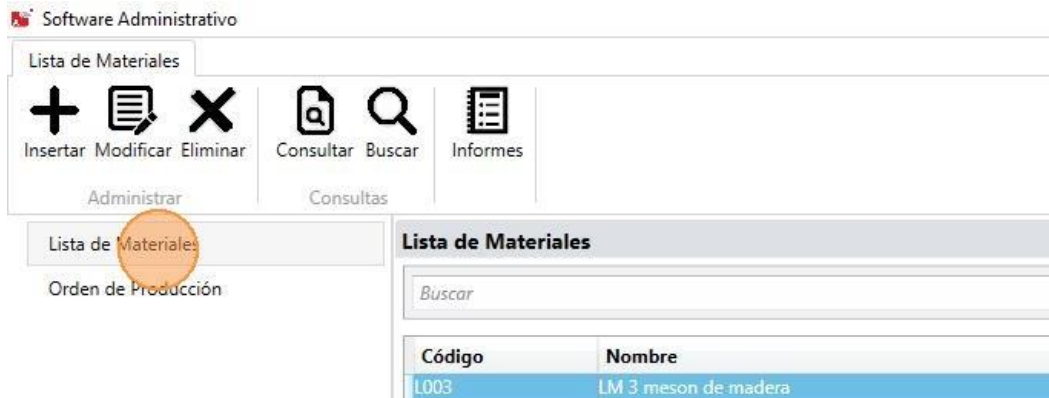 Software Administrativo
Lista de Materiales
Insertar Modificar Eliminar Consultar Buscar Informes
Administrar Consultas
Lista de Materiales
Orden de Producción
Lista de Materiales
Buscar
Código Nombre
L003 LM 3 meson de madera